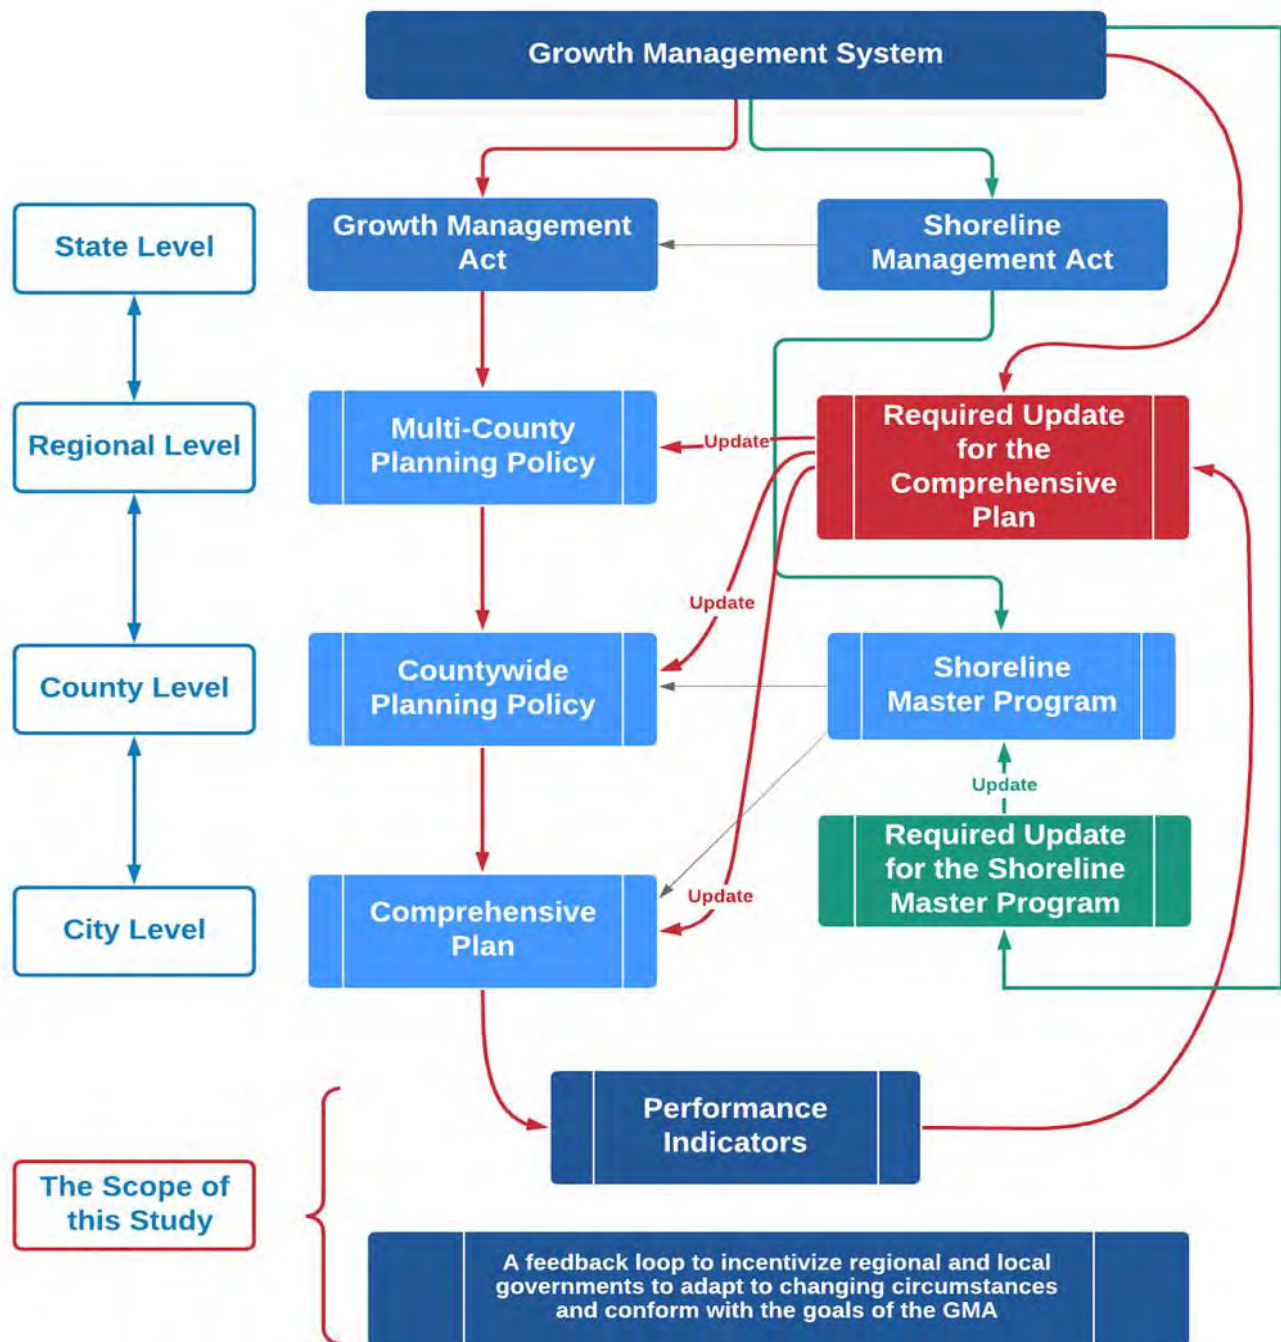 Growth Management System
State Level
Growth Management
Act
Shoreline
Management Act
Regional Level
Multi-County
Planning Policy
Update
Required Update
for the
Comprehensive
Plan
Update
County Level
Countywide
Planning Policy
Shoreline
Master Program
Update
City Level
Comprehensive
Plan
Update
Required Update
for the Shoreline
Master Program
Performance
Indicators
The Scope of
this Study
A feedback loop to incentivize regional and local
governments to adapt to changing circumstances
and conform with the goals of the GMA